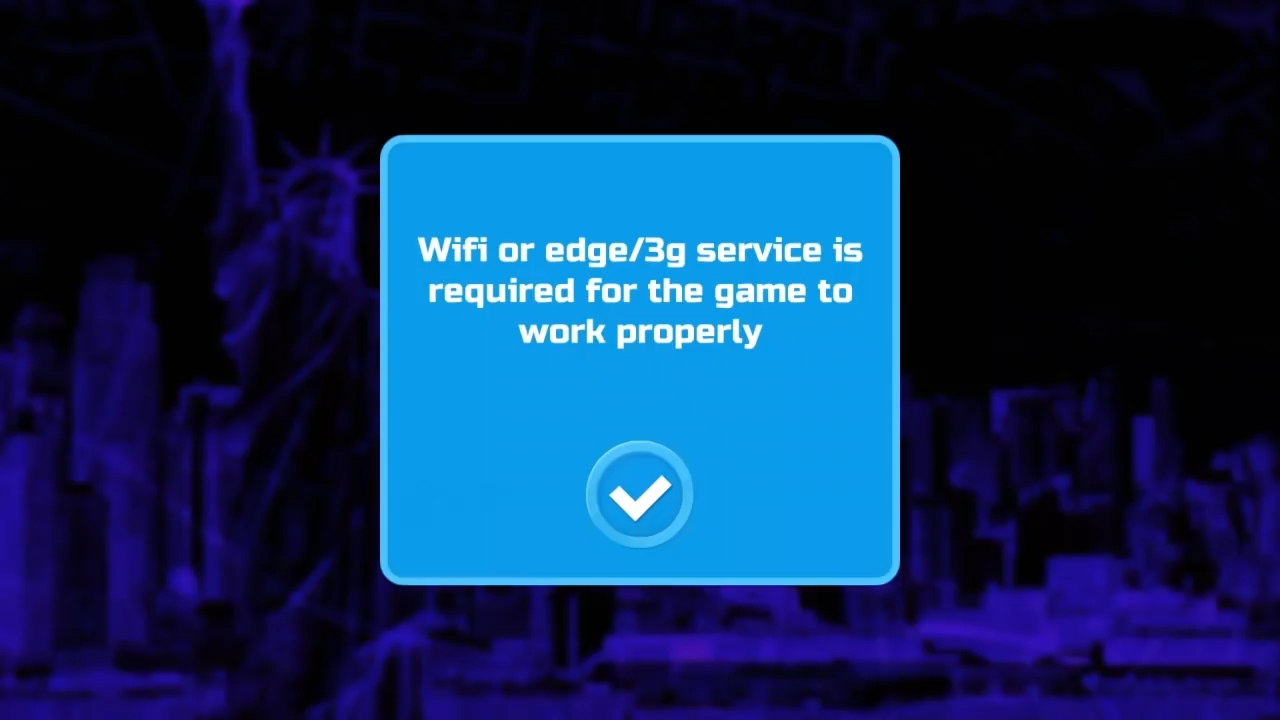 Wifi or edge/3g service is
required for the game to
work properly